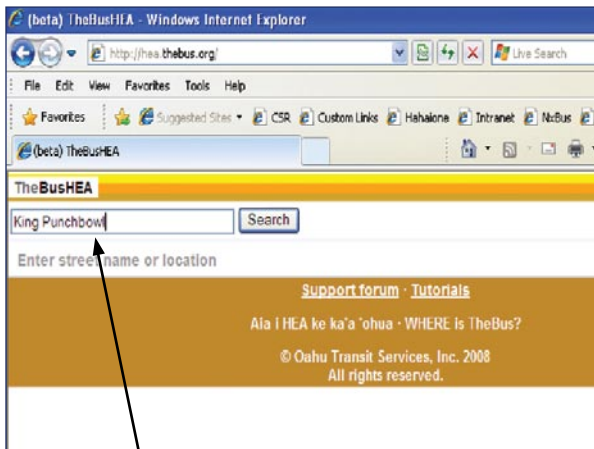 (beta) TheBusHEA - Windows Internet Explorer
http://hea.thebus.org/
Live Search
File Edit View Favorites Tools Help
Favorites Suggested Sites CSR Custom Links Hahaione Intranet NxtBus
(beta) TheBusHEA
TheBusHEA
King Punchbowl Search
Enter street name or location
Support forum · Tutorials
Aia i HEA ke ka'a 'ohua · WHERE is TheBus?
© Oahu Transit Services, Inc. 2008
All rights reserved.